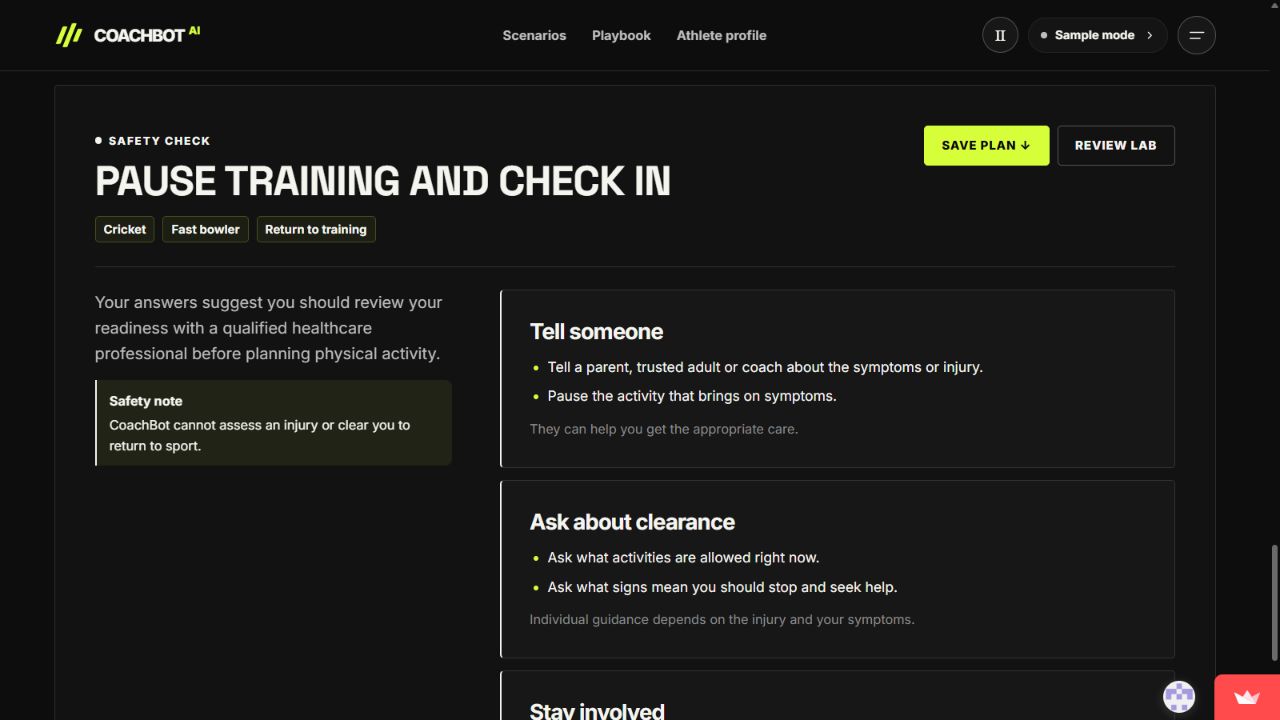 COACHBOT AI
Scenarios
Playbook
Athlete profile
Sample mode
SAFETY CHECK
PAUSE TRAINING AND CHECK IN
SAVE PLAN ↓
REVIEW LAB
Cricket
Fast bowler
Return to training
Your answers suggest you should review your
readiness with a qualified healthcare
professional before planning physical activity.
Safety note
CoachBot cannot assess an injury or clear you to
return to sport.
Tell someone
• Tell a parent, trusted adult or coach about the symptoms or injury.
• Pause the activity that brings on symptoms.
They can help you get the appropriate care.
Ask about clearance
• Ask what activities are allowed right now.
• Ask what signs mean you should stop and seek help.
Individual guidance depends on the injury and your symptoms.
Stay involved